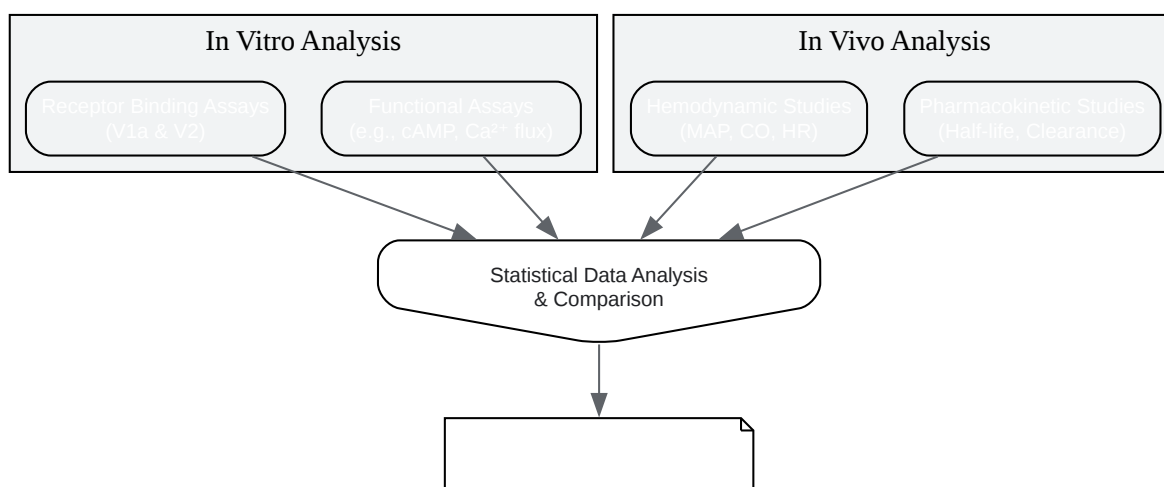 In Vitro Analysis
In Vivo Analysis
Receptor Binding Assays
(V1a & V2)
Functional Assays
(e.g., cAMP, Ca²⁺ flux)
Hemodynamic Studies
(MAP, CO, HR)
Pharmacokinetic Studies
(Half-life, Clearance)
Statistical Data Analysis
& Comparison